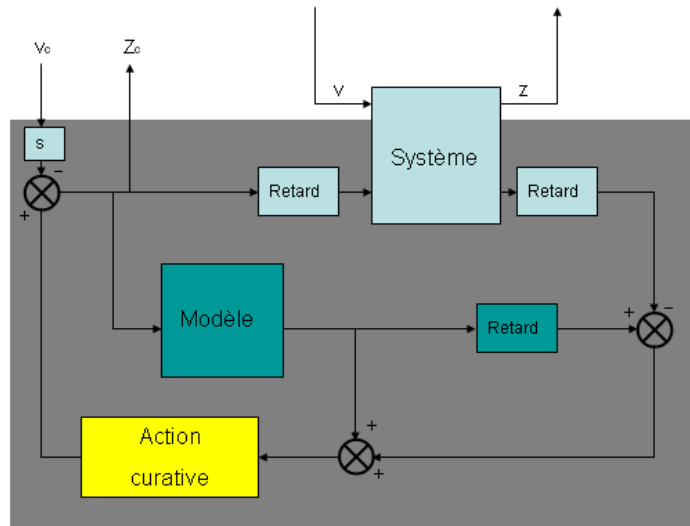 Vc
Zc
V
Z
s
Système
Retard
Retard
−
+
Modèle
Retard
+
−
Action
curative
+
+